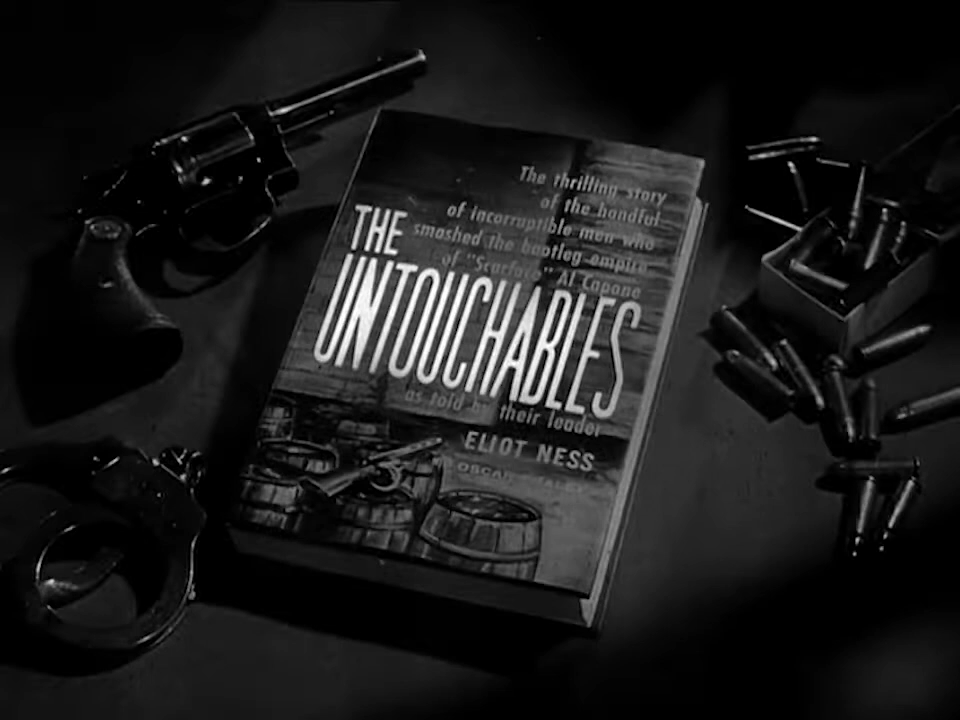 The thrilling story
of the handful
of incorruptible men who
smashed the bootleg empire
of "Scarface" Al Capone
THE
UNTOUCHABLES
as told by their leader
ELIOT NESS
OSCAR